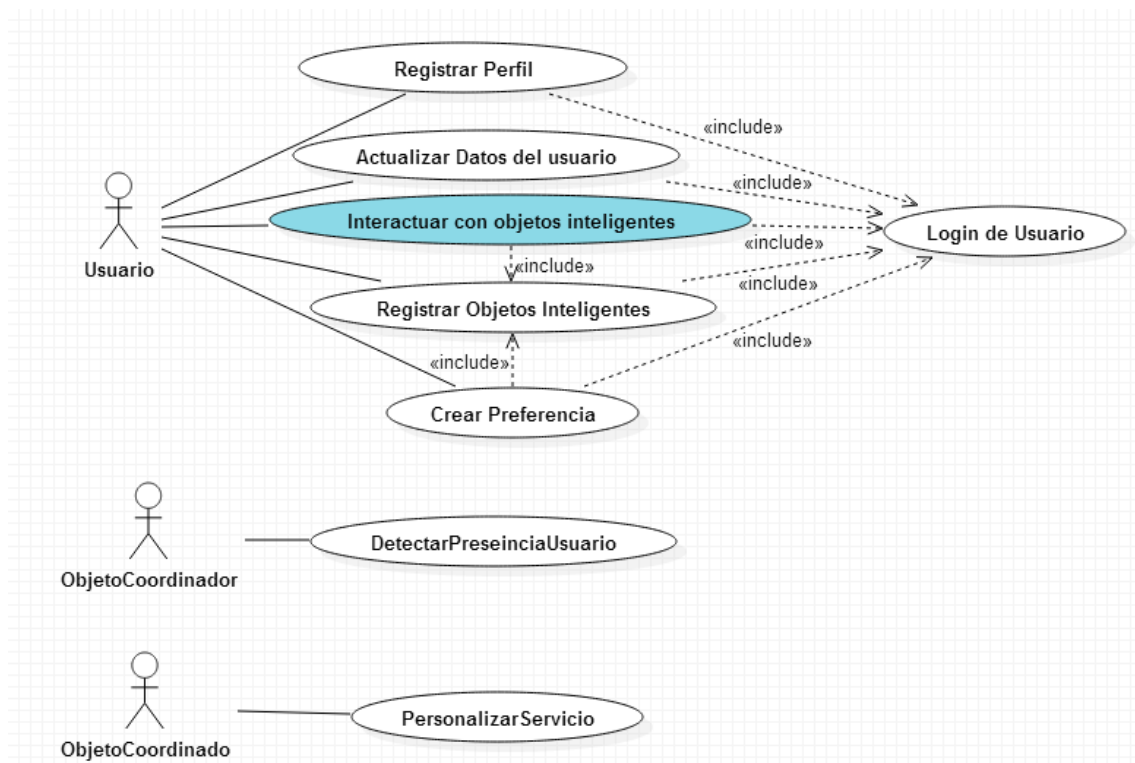 Registrar Perfil
«include»
Actualizar Datos del usuario
«include»
Interactuar con objetos inteligentes
Login de Usuario
«include»
Usuario
«include»
«include»
Registrar Objetos Inteligentes
«include»
«include»
Crear Preferencia
DetectarPreseinciaUsuario
ObjetoCoordinador
PersonalizarServicio
ObjetoCoordinado